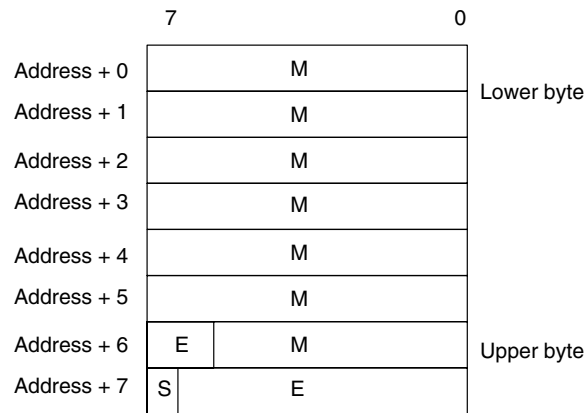 7 0
Address + 0 M
Lower byte
Address + 1 M
Address + 2 M
Address + 3 M
Address + 4 M
Address + 5 M
Address + 6 E M Upper byte
Address + 7 S E